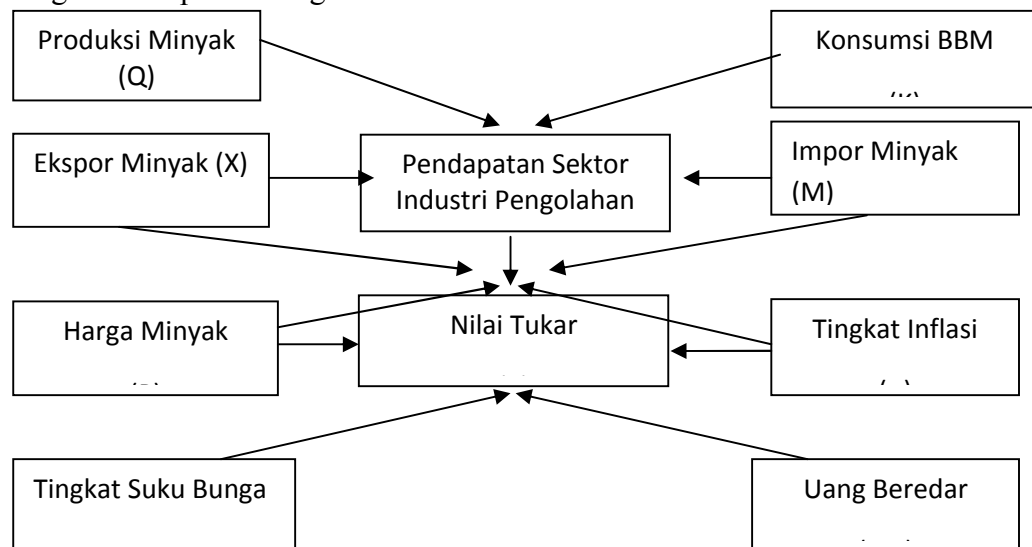 Produksi Minyak
(Q)
Konsumsi BBM
Ekspor Minyak (X)
Pendapatan Sektor
Industri Pengolahan
Impor Minyak
(M)
Harga Minyak
Nilai Tukar
Tingkat Inflasi
Tingkat Suku Bunga
Uang Beredar